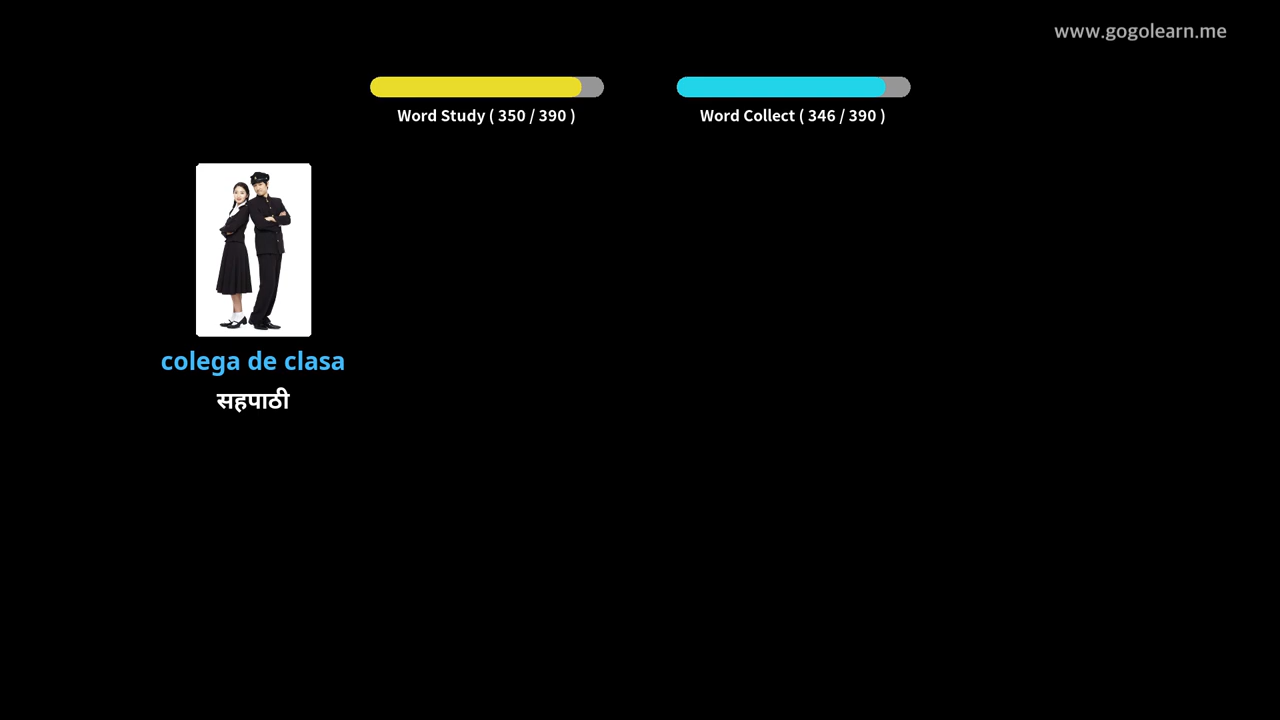 www.gogolearn.me
Word Study ( 350 / 390 )
Word Collect ( 346 / 390 )
colega de clasa
सहपाठी